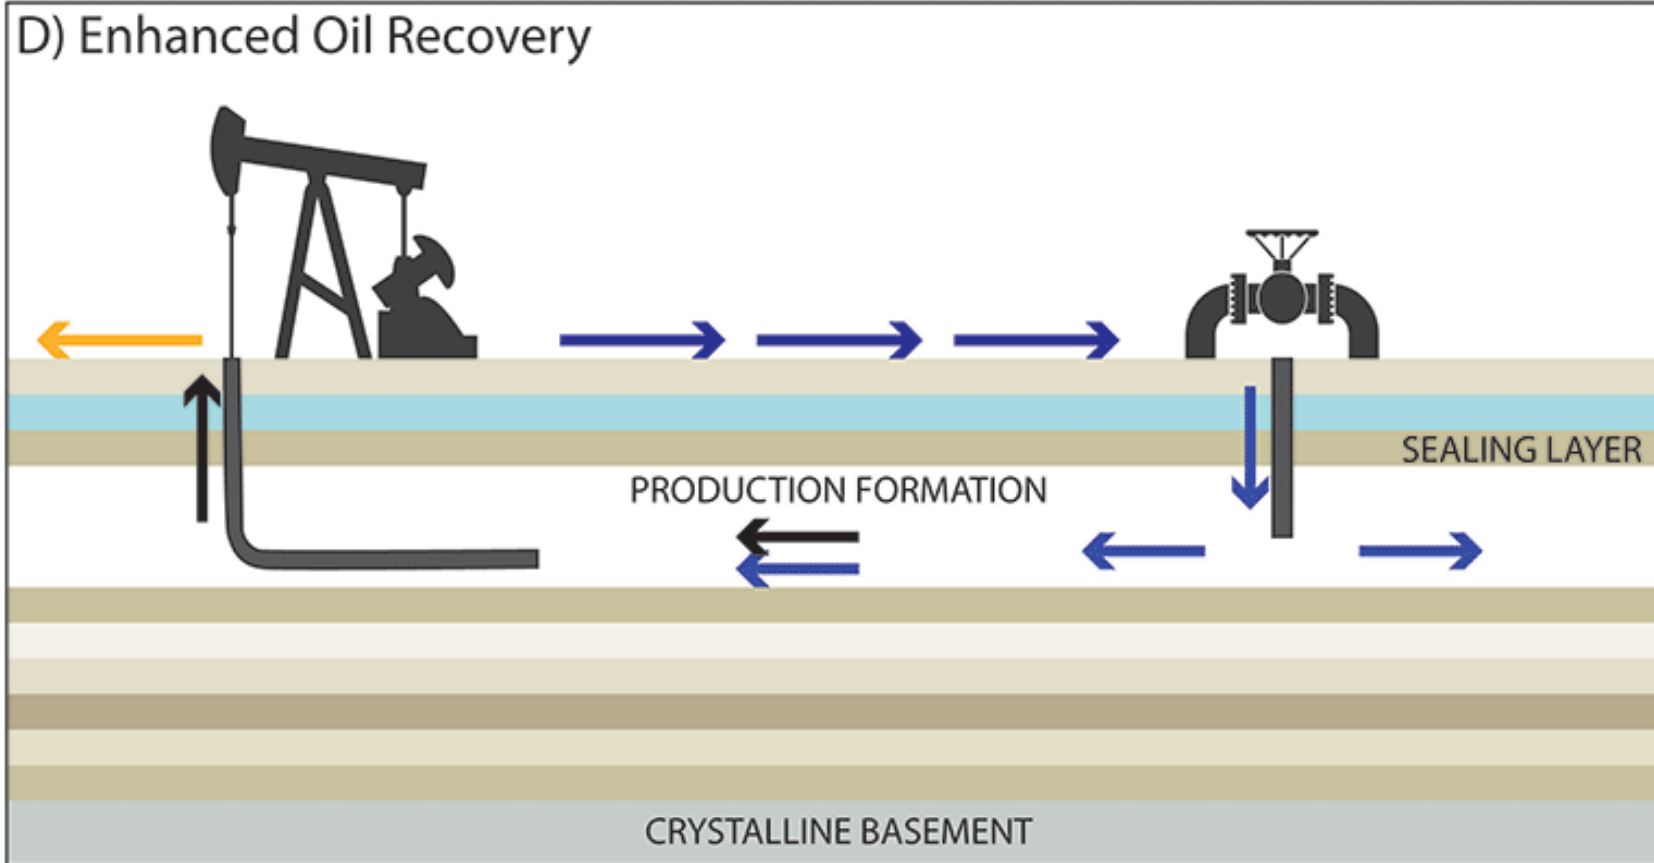 D) Enhanced Oil Recovery
SEALING LAYER
PRODUCTION FORMATION
CRYSTALLINE BASEMENT